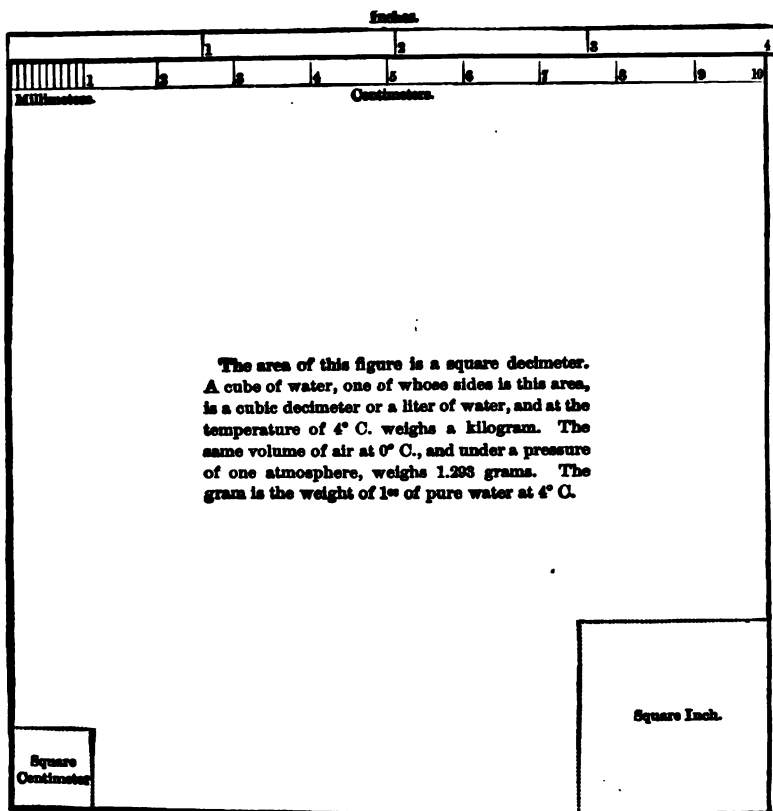 Inches.
1 2 3 4
1 2 3 4 5 6 7 8 9 10
Millimeters. Centimeters.
The area of this figure is a square decimeter.
A cube of water, one of whose sides is this area,
is a cubic decimeter or a liter of water, and at the
temperature of 4° C. weighs a kilogram. The
same volume of air at 0° C., and under a pressure
of one atmosphere, weighs 1.293 grams. The
gram is the weight of 1cc of pure water at 4° C.
Square Inch.
Square
Centimeter